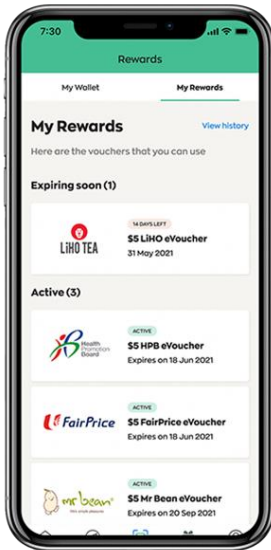 7:30
Rewards
My Wallet My Rewards
My Rewards View history
Here are the vouchers that you can use
Expiring soon (1)
14 DAYS LEFT
LiHO TEA
$5 LiHO eVoucher
31 May 2021
Active (3)
ACTIVE
Health Promotion Board
$5 HPB eVoucher
Expires on 18 Jun 2021
ACTIVE
FairPrice
$5 FairPrice eVoucher
Expires on 18 Jun 2021
ACTIVE
mr bean
$5 Mr Bean eVoucher
Expires on 20 Sep 2021